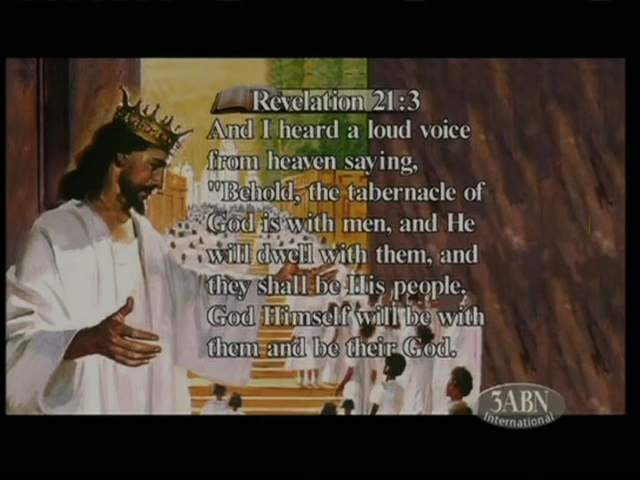 Revelation 21:3
And I heard a loud voice
from heaven saying,
"Behold, the tabernacle of
God is with men, and He
will dwell with them, and
they shall be His people,
God Himself will be with
them and be their God.
3ABN
International